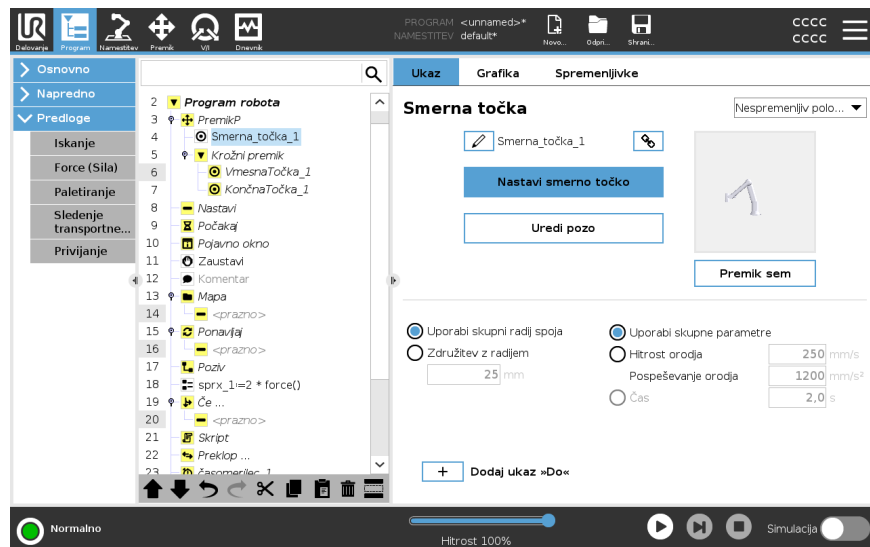 PROGRAM <unnamed>*
NAMESTITEV default*
Delovanje Program Namestitev Premik V/I Dnevnik
Novo... Odpri... Shrani...
CCCC
CCCC
Osnovno
Napredno
Predloge
Iskanje
Force (Sila)
Paletiranje
Sledenje
transportne...
Privijanje
2 Program robota
3 PremikP
4 Smerna_točka_1
5 Krožni premik
6 VmesnaTočka_1
7 KončnaTočka_1
8 Nastavi
9 Počakaj
10 Pojavno okno
11 Zaustavi
12 Komentar
13 Mapa
14 <prazno>
15 Ponavljaj
16 <prazno>
17 Poziv
18 sprx_1≔2 * force()
19 Če ...
20 <prazno>
21 Skript
22 Preklop ...
23 časomerilec_1
Ukaz Grafika Spremenljivke
Smerna točka
Nespremenljiv polo...
Smerna_točka_1
Nastavi smerno točko
Uredi pozo
Premik sem
Uporabi skupni radij spoja
Združitev z radijem
25 mm
Uporabi skupne parametre
Hitrost orodja 250 mm/s
Pospeševanje orodja 1200 mm/s²
Čas 2,0 s
+ Dodaj ukaz »Do«
Normalno
Hitrost 100%
Simulacija